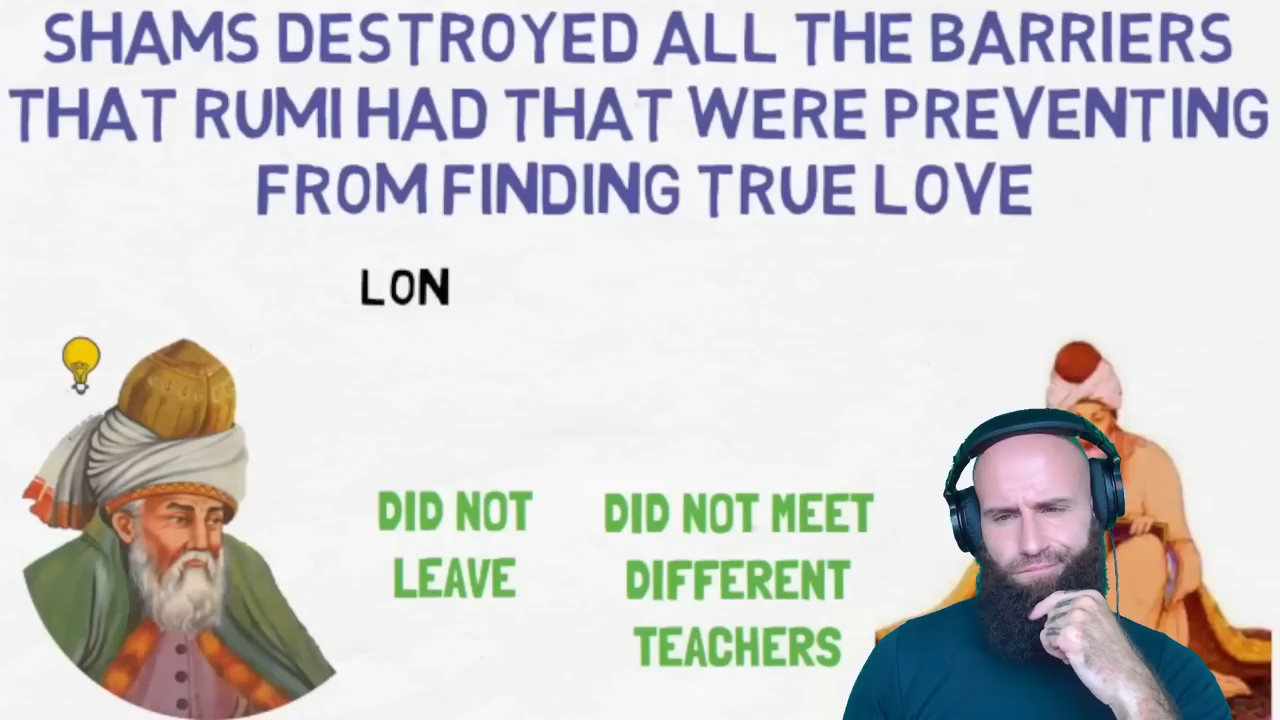 SHAMS DESTROYED ALL THE BARRIERS
THAT RUMI HAD THAT WERE PREVENTING
FROM FINDING TRUE LOVE
LON
DID NOT
LEAVE
DID NOT MEET
DIFFERENT
TEACHERS